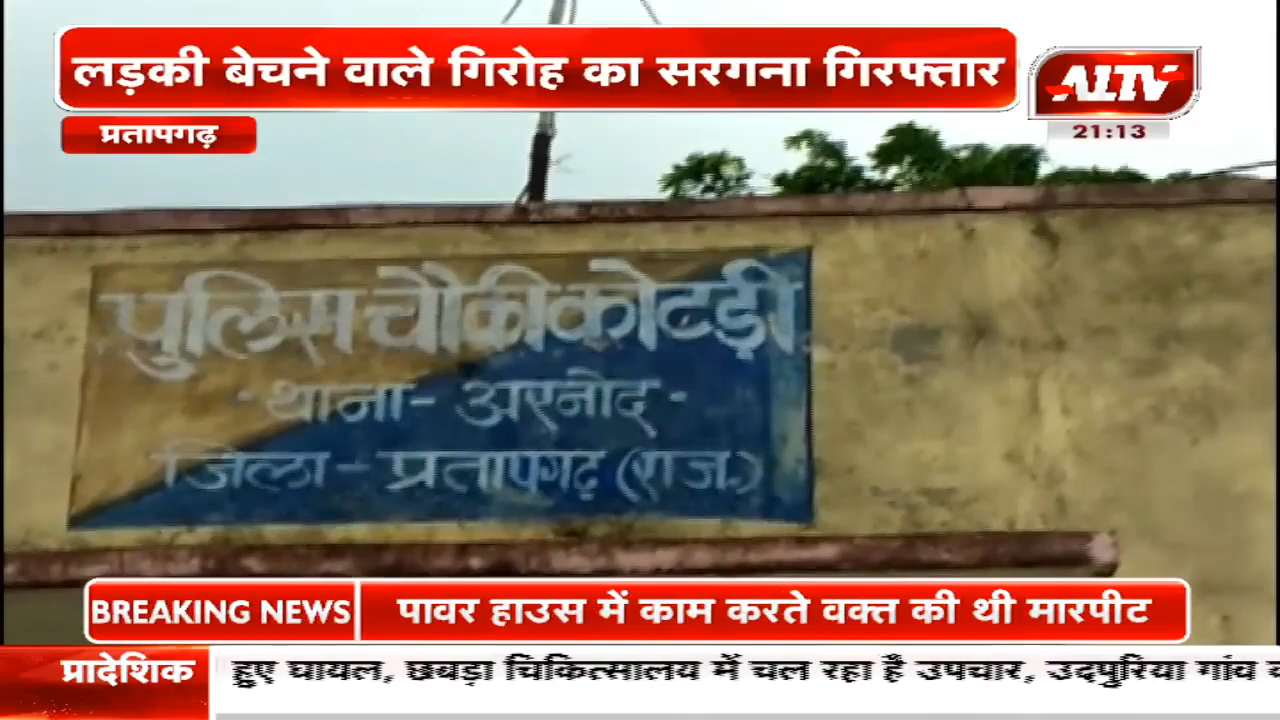 लड़की बेचने वाले गिरोह का सरगना गिरफ्तार
ALTV
21:13
प्रतापगढ़
पुलिस चौकी कोटड़ी
थाना - अरनोद -
जिला - प्रतापगढ़ (राज.)
BREAKING NEWS
पावर हाउस में काम करते वक्त की थी मारपीट
प्रादेशिक
हुए घायल, छबड़ा चिकित्सालय में चल रहा है उपचार, उदपुरिया गांव